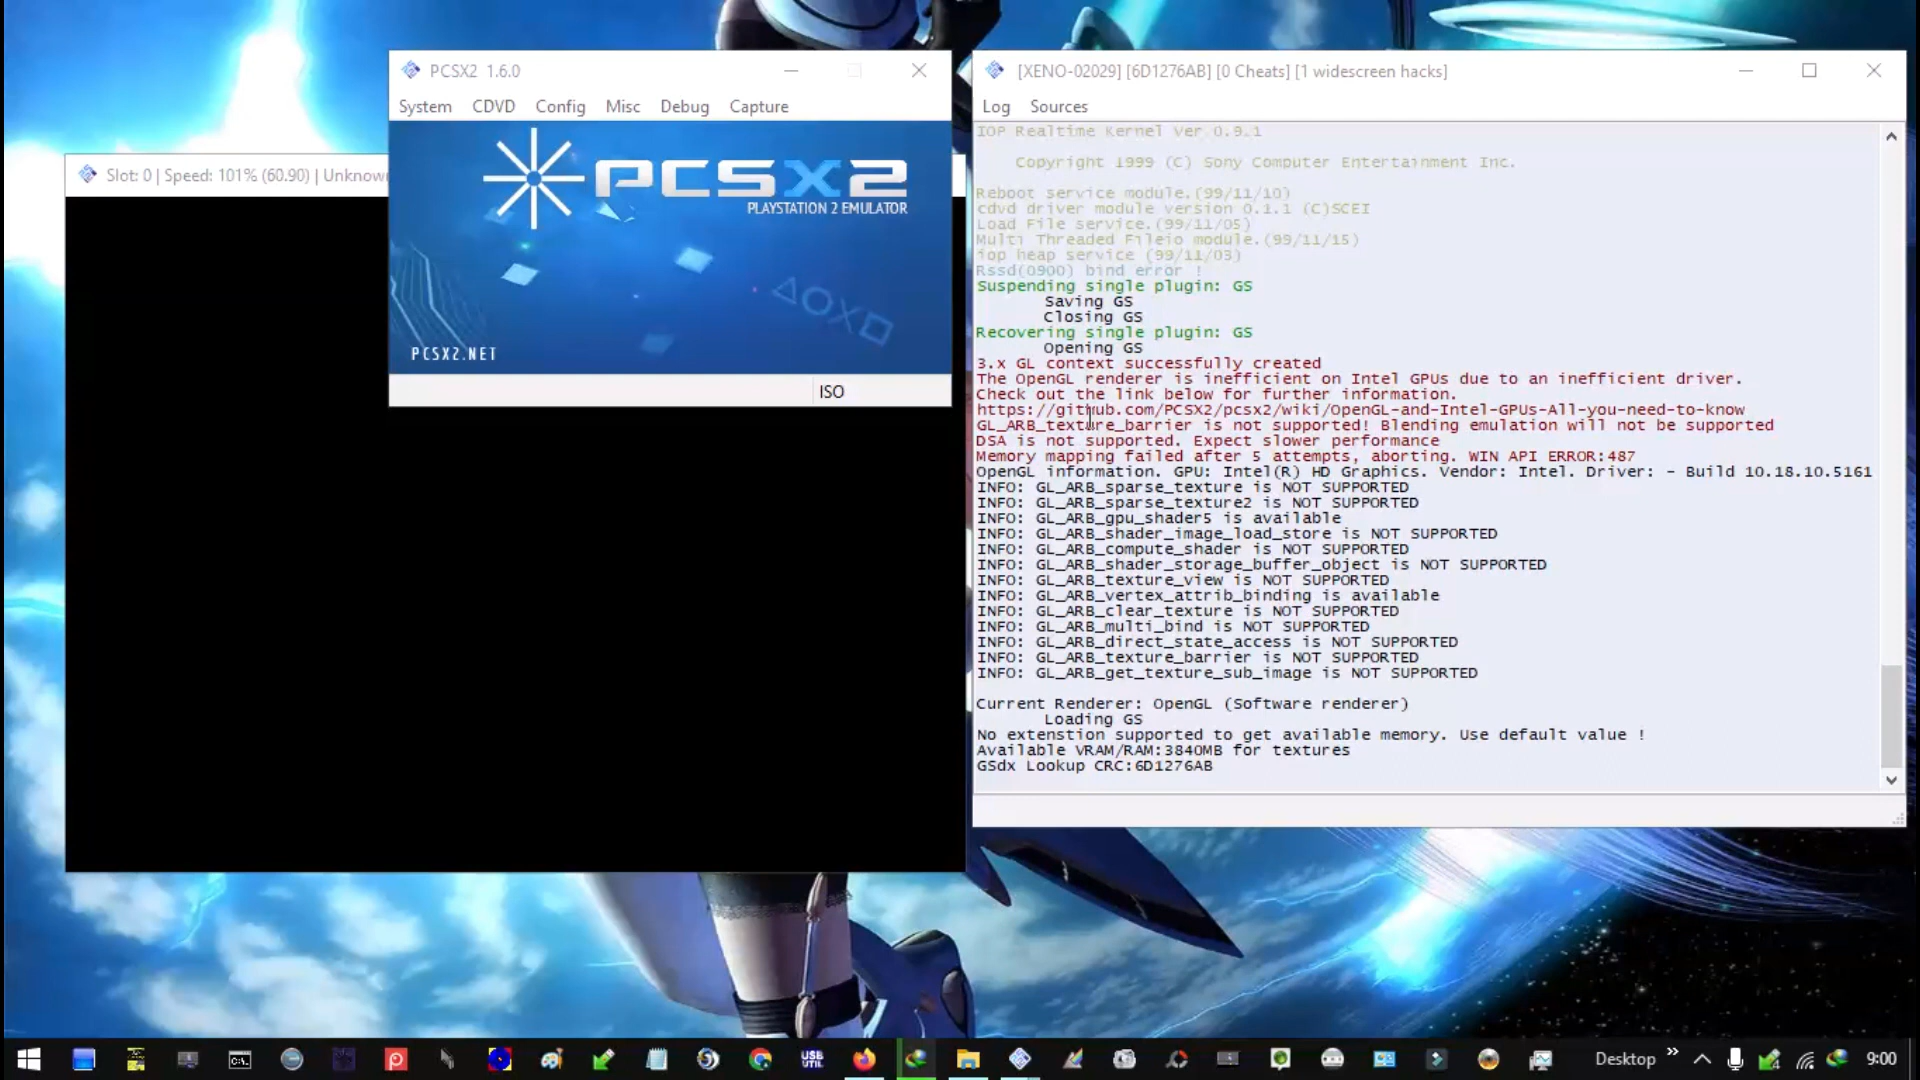 PCSX2 1.6.0
System CDVD Config Misc Debug Capture
PCSX2
PLAYSTATION 2 EMULATOR
PCSX2.NET
ISO
Slot: 0 | Speed: 101% (60.90) | Unknown
[XENO-02029] [6D1276AB] [0 Cheats] [1 widescreen hacks]
Log Sources
IOP Realtime Kernel Ver 0.9.1
Copyright 1999 (C) Sony Computer Entertainment Inc.
Reboot service module.(99/11/10)
cdvd driver module version 0.1.1 (C)SCEI
Load File service.(99/11/05)
Multi Threaded Fileio module.(99/11/15)
iop heap service (99/11/03)
Rssd(0900) bind error !
Suspending single plugin: GS
Saving GS
Closing GS
Recovering single plugin: GS
Opening GS
3.x GL context successfully created
The OpenGL renderer is inefficient on Intel GPUs due to an inefficient driver.
Check out the link below for further information.
https://github.com/PCSX2/pcsx2/wiki/OpenGL-and-Intel-GPUs-All-you-need-to-know
GL_ARB_texture_barrier is not supported! Blending emulation will not be supported
DSA is not supported. Expect slower performance
Memory mapping failed after 5 attempts, aborting. WIN API ERROR:487
OpenGL information. GPU: Intel(R) HD Graphics. Vendor: Intel. Driver: - Build 10.18.10.5161
INFO: GL_ARB_sparse_texture is NOT SUPPORTED
INFO: GL_ARB_sparse_texture2 is NOT SUPPORTED
INFO: GL_ARB_gpu_shader5 is available
INFO: GL_ARB_shader_image_load_store is NOT SUPPORTED
INFO: GL_ARB_compute_shader is NOT SUPPORTED
INFO: GL_ARB_shader_storage_buffer_object is NOT SUPPORTED
INFO: GL_ARB_texture_view is NOT SUPPORTED
INFO: GL_ARB_vertex_attrib_binding is available
INFO: GL_ARB_clear_texture is NOT SUPPORTED
INFO: GL_ARB_multi_bind is NOT SUPPORTED
INFO: GL_ARB_direct_state_access is NOT SUPPORTED
INFO: GL_ARB_texture_barrier is NOT SUPPORTED
INFO: GL_ARB_get_texture_sub_image is NOT SUPPORTED
Current Renderer: OpenGL (Software renderer)
Loading GS
No extenstion supported to get available memory. Use default value !
Available VRAM/RAM:3840MB for textures
GSdx Lookup CRC:6D1276AB
USB UTIL
Desktop
9:00